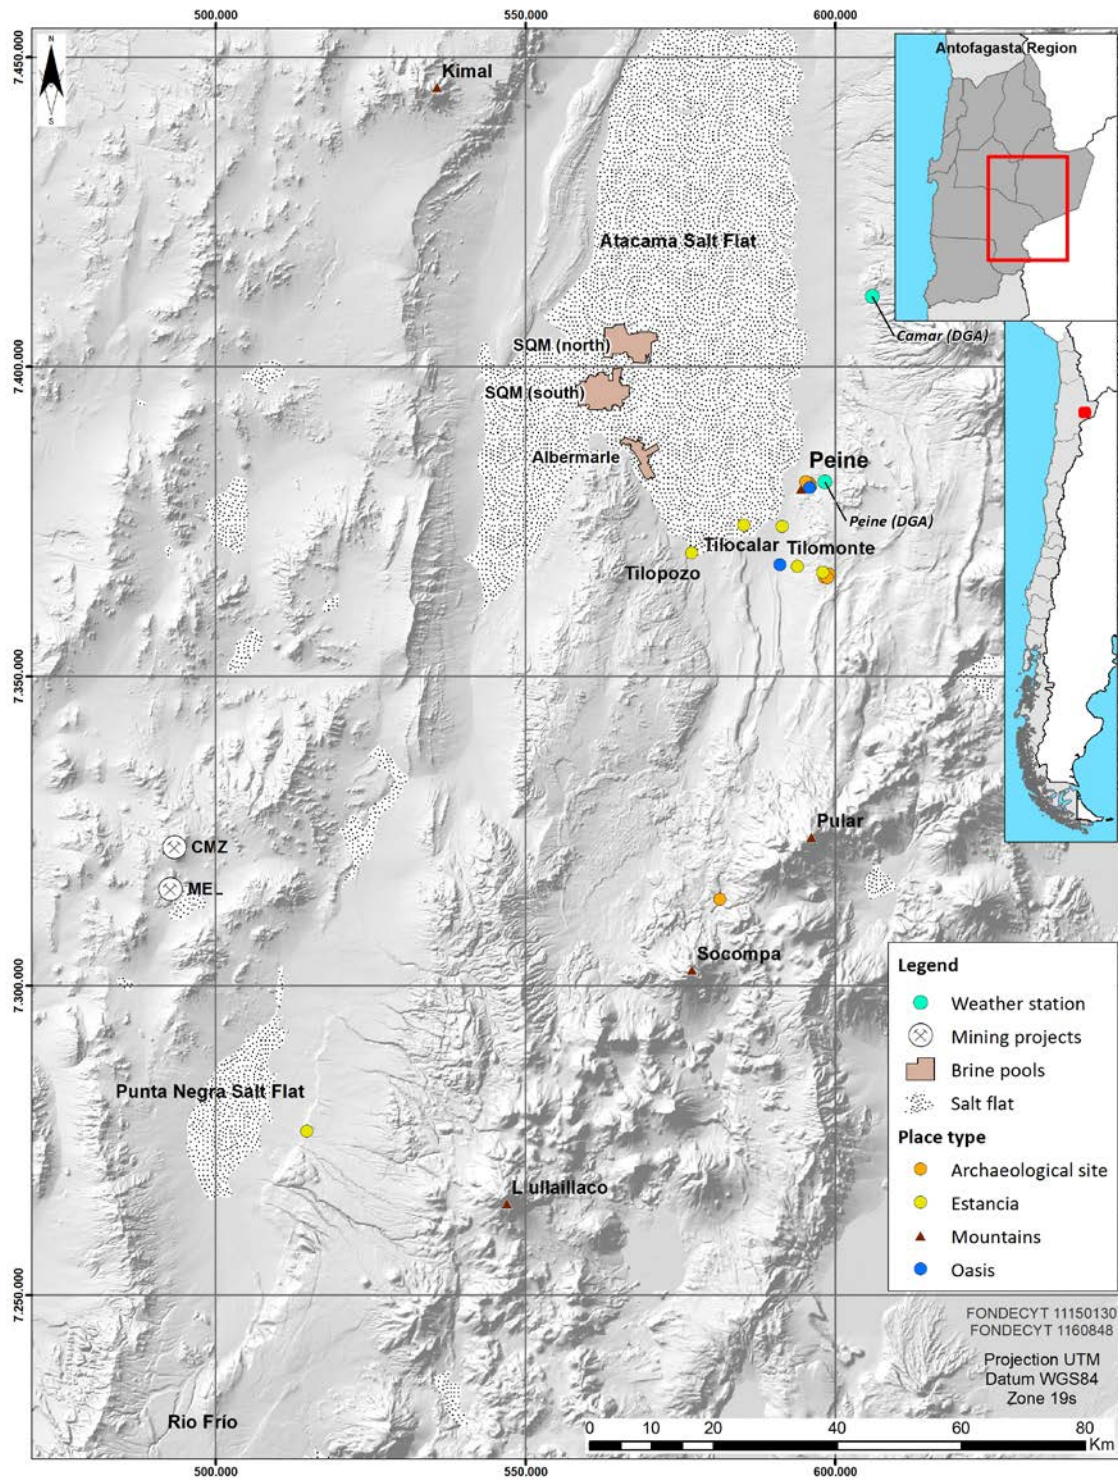 500.000 550.000 600.000
7.450.000
N
S
Kimal
Antofagasta Region
Atacama Salt Flat
Camar (DGA)
SQM (north)
7.400.000
SQM (south)
Albermarle
Peine
Peine (DGA)
Tilocalar
Tilomonte
Tilopozo
7.350.000
Pular
CMZ
MEL
Socompa
7.300.000
Legend
Weather station
Mining projects
Brine pools
Salt flat
Place type
Archaeological site
Estancia
Mountains
Oasis
Punta Negra Salt Flat
L ullaillaco
7.250.000
FONDECYT 11150130
FONDECYT 1160848
Projection UTM
Datum WGS84
Zone 19s
Rio Frío
0 10 20 40 60 80
Km
500.000 550.000 600.000